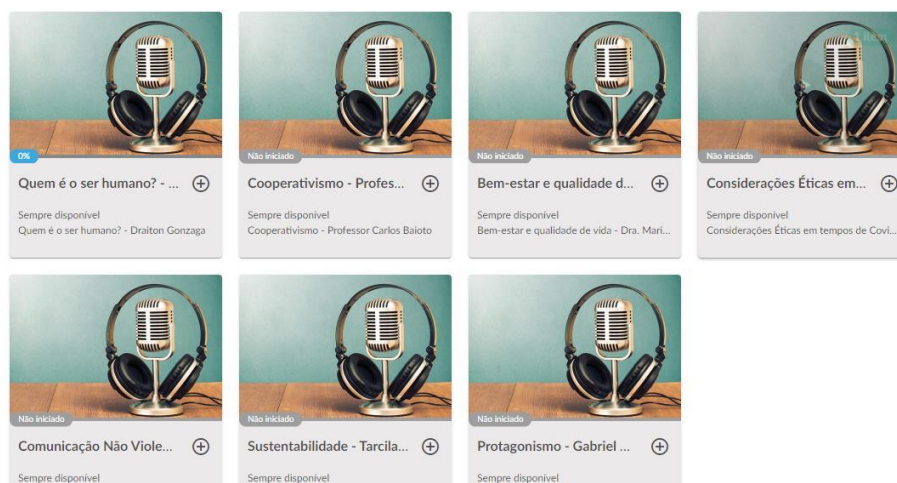 1 item
0%
Quem é o ser humano? - ...
Sempre disponível
Quem é o ser humano? - Draiton Gonzaga
Não iniciado
Cooperativismo - Profes...
Sempre disponível
Cooperativismo - Professor Carlos Baioto
Não iniciado
Bem-estar e qualidade d...
Sempre disponível
Bem-estar e qualidade de vida - Dra. Mari...
Não iniciado
Considerações Éticas em...
Sempre disponível
Considerações Éticas em tempos de Covi...
Não iniciado
Comunicação Não Viole...
Sempre disponível
Não iniciado
Sustentabilidade - Tarcila...
Sempre disponível
Não iniciado
Protagonismo - Gabriel ...
Sempre disponível